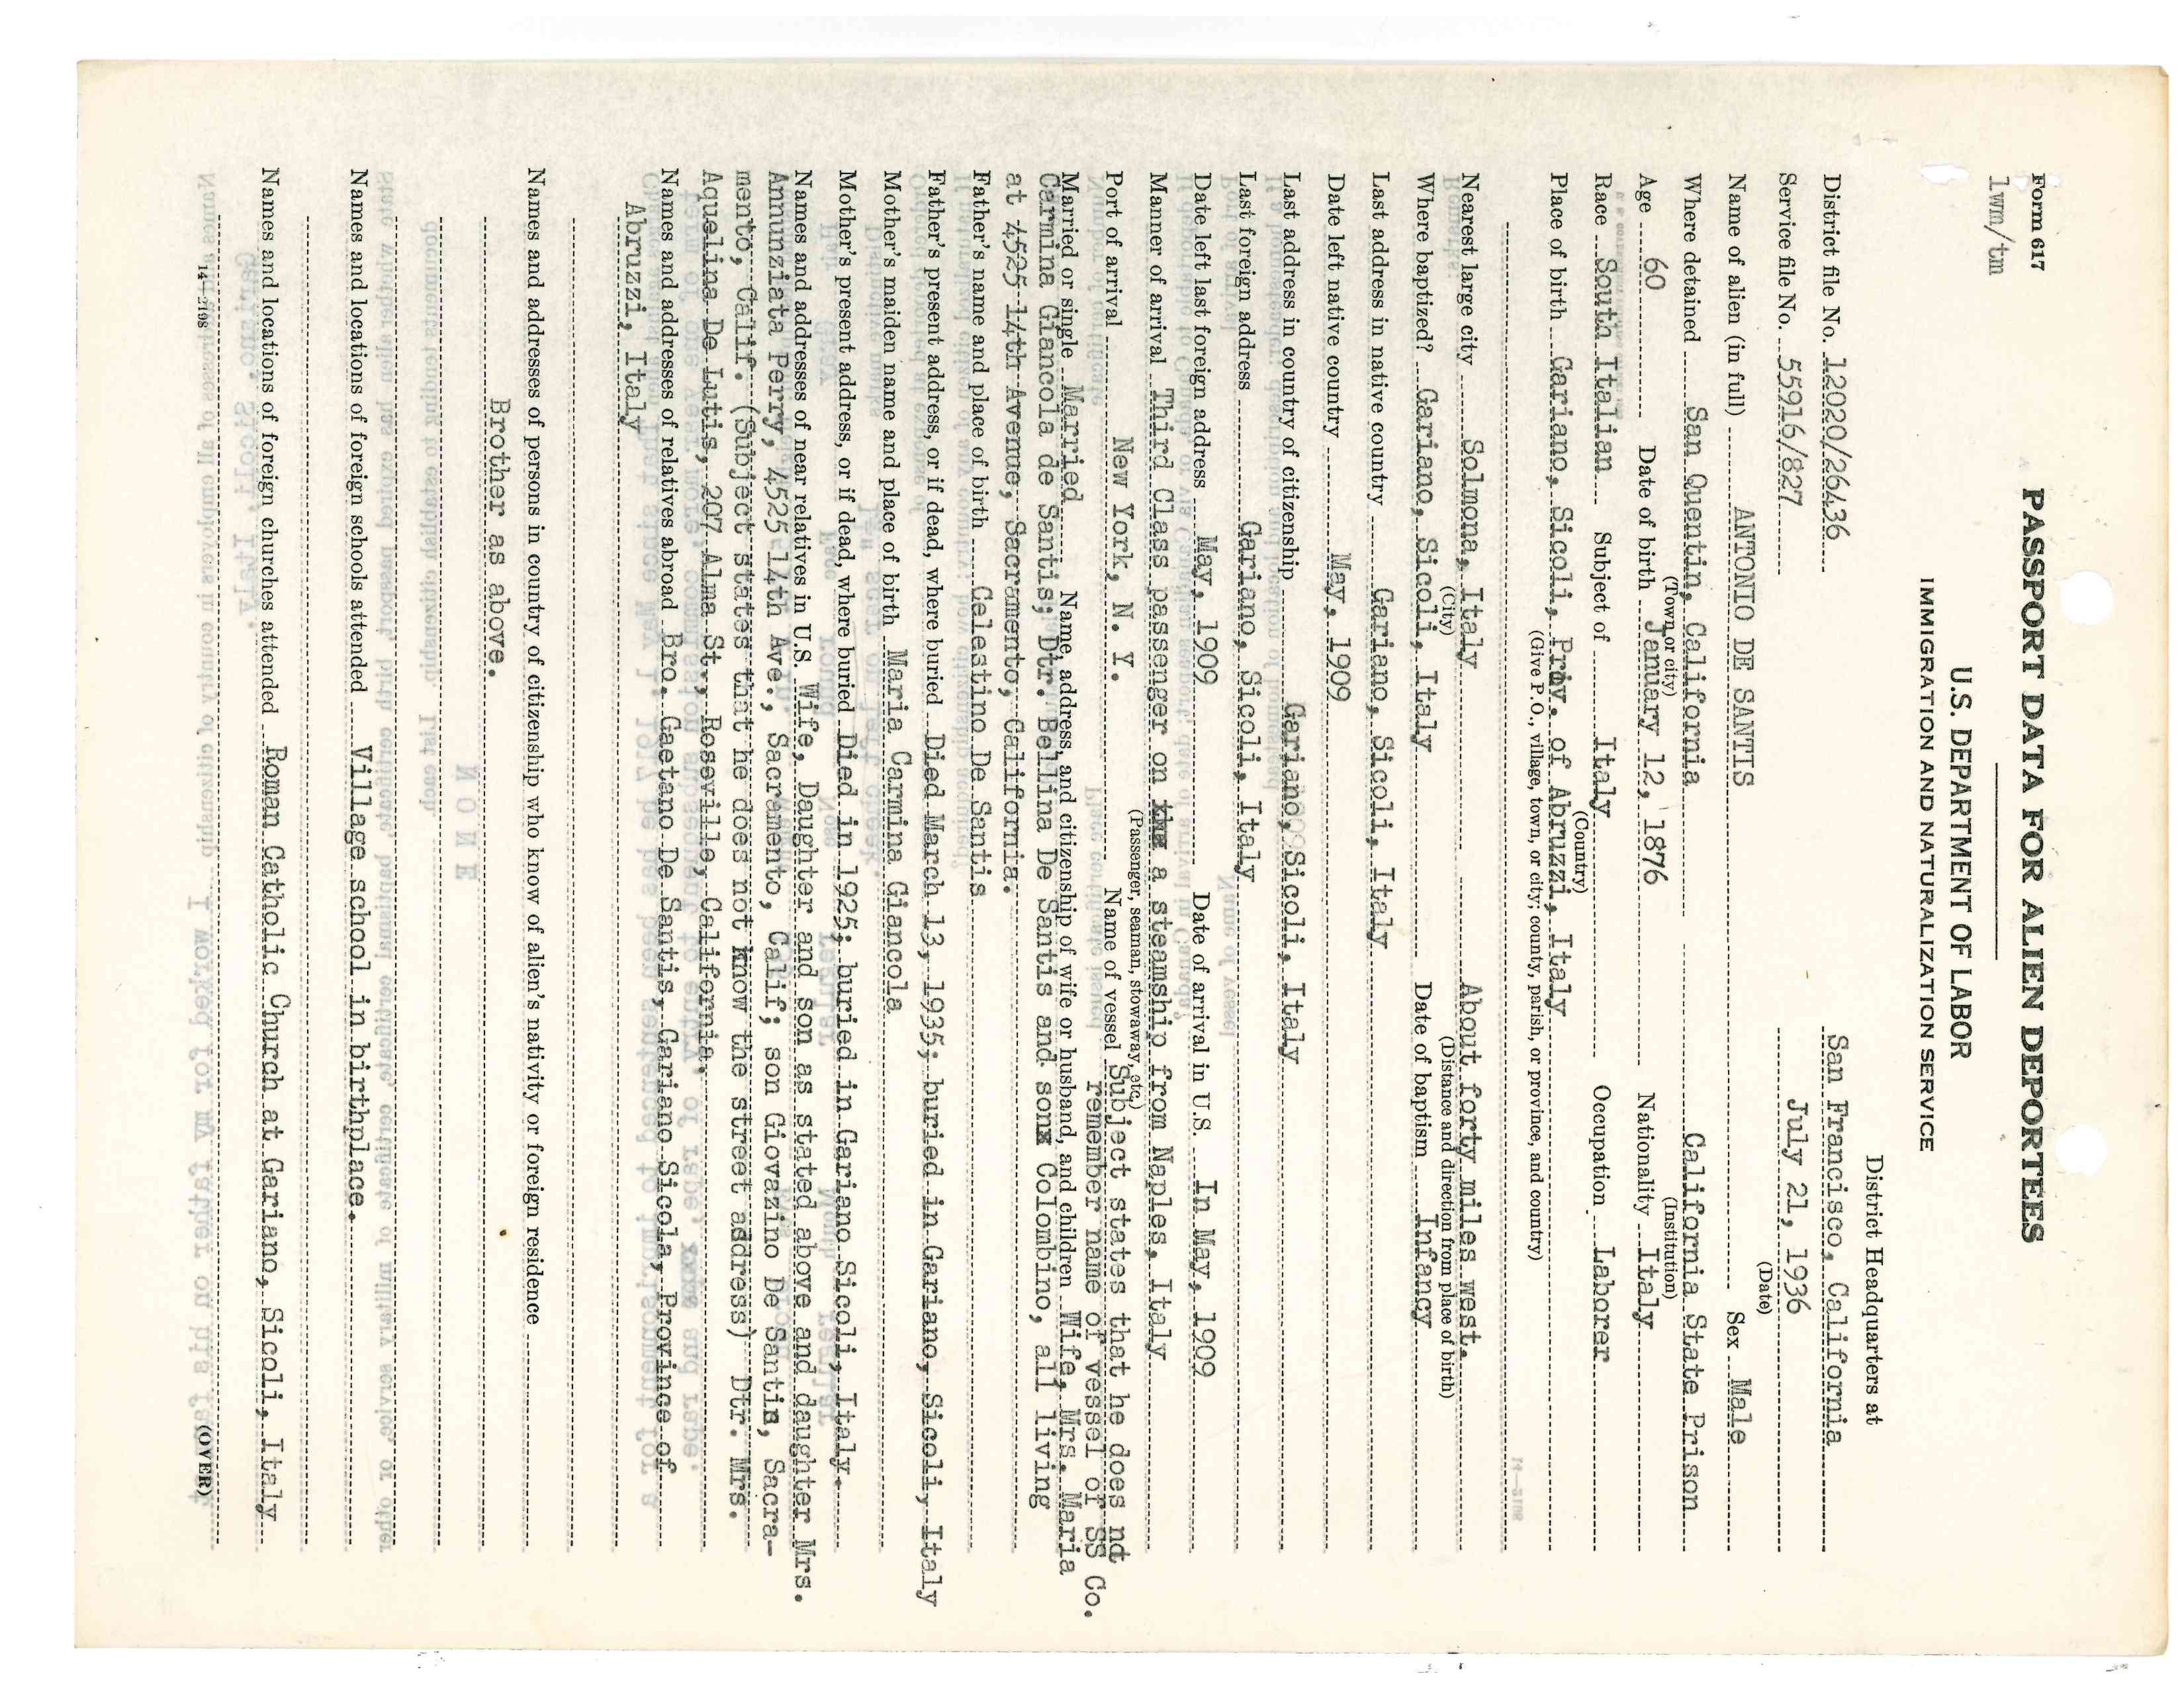 Form 617
PASSPORT DATA FOR ALIEN DEPORTEES
lwm/tm
U.S. DEPARTMENT OF LABOR
IMMIGRATION AND NATURALIZATION SERVICE
District Headquarters at
District file No. 12020/26436 San Francisco, California
Service file No. 55916/827 July 21, 1936
(Date)
Name of alien (in full) ANTONIO DE SANTIS Sex Male
Where detained San Quentin, California California State Prison
(Town or city) (Institution)
Age 60 Date of birth January 12, 1876 Nationality Italy
Race South Italian Subject of Italy Occupation Laborer
(Country)
Place of birth Gariano, Sicoli, Prov. of Abruzzi, Italy
(Give P.O., village, town, or city; county, parish, or province, and country)
Nearest large city Solmona, Italy About forty miles west.
(City) (Distance and direction from place of birth)
Where baptized? Gariano, Sicoli, Italy Date of baptism Infancy
Last address in native country Gariano, Sicoli, Italy
Date left native country May, 1909
Last address in country of citizenship Gariano, Sicoli, Italy
Last foreign address Gariano, Sicoli, Italy
Date left last foreign address May, 1909 Date of arrival in U.S. In May, 1909
Manner of arrival Third Class passenger on a steamship from Naples, Italy
(Passenger, seaman, stowaway, etc.)
Port of arrival New York, N. Y. Name of vessel Subject states that he does not
remember name of vessel of SS Co.
Married or single Married Name, address, and citizenship of wife or husband, and children Wife, Mrs. Maria
Carmina Giancola de Santis; Dtr. Bellina De Santis and son Colombino, all living
at 4525 14th Avenue, Sacramento, California.
Father's name and place of birth Celestino De Santis
Father's present address, or if dead, where buried Died March 13, 1935; buried in Gariano, Sicoli, Italy
Mother's maiden name and place of birth Maria Carmina Giancola
Mother's present address, or if dead, where buried Died in 1925; buried in Gariano Sicoli, Italy.
Names and addresses of near relatives in U.S. Wife, Daughter and son as stated above and daughter Mrs.
Annunziata Perry, 4525 14th Ave., Sacramento, Calif; son Giovazino De Santis, Sacra-
mento, Calif. (Subject states that he does not know the street address) Dtr. Mrs.
Aquelina De Lutis, 207 Alma St., Roseville, California.
Names and addresses of relatives abroad Bro. Gaetano De Santis, Gariano Sicola, Province of
Abruzzi, Italy
Names and addresses of persons in country of citizenship who know of alien's nativity or foreign residence
Brother as above.
Names and locations of foreign schools attended Village school in birthplace.
Names and locations of foreign churches attended Roman Catholic Church at Gariano, Sicoli, Italy
14—2198 (OVER)